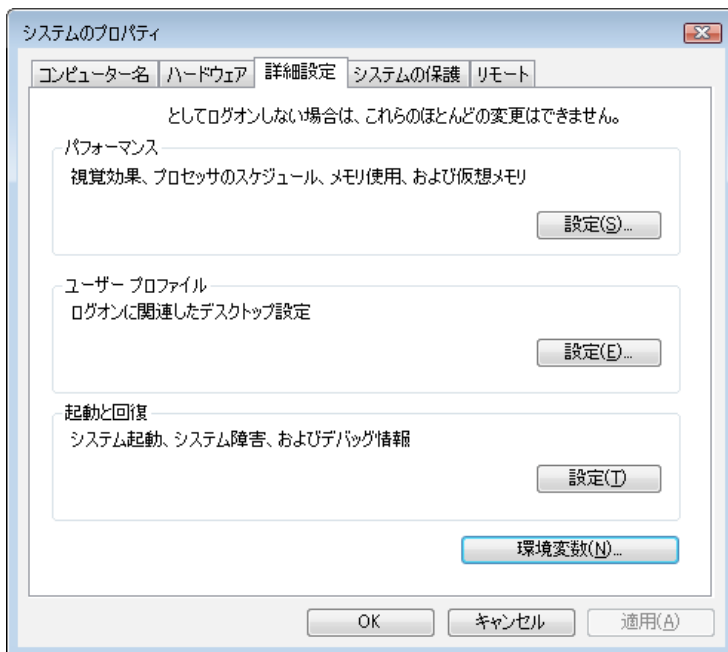 システムのプロパティ
コンピューター名 ハードウェア 詳細設定 システムの保護 リモート
としてログオンしない場合は、これらのほとんどの変更はできません。
パフォーマンス
視覚効果、プロセッサのスケジュール、メモリ使用、および仮想メモリ
設定(S)...
ユーザー プロファイル
ログオンに関連したデスクトップ設定
設定(E)...
起動と回復
システム起動、システム障害、およびデバッグ情報
設定(T)
環境変数(N)...
OK キャンセル 適用(A)